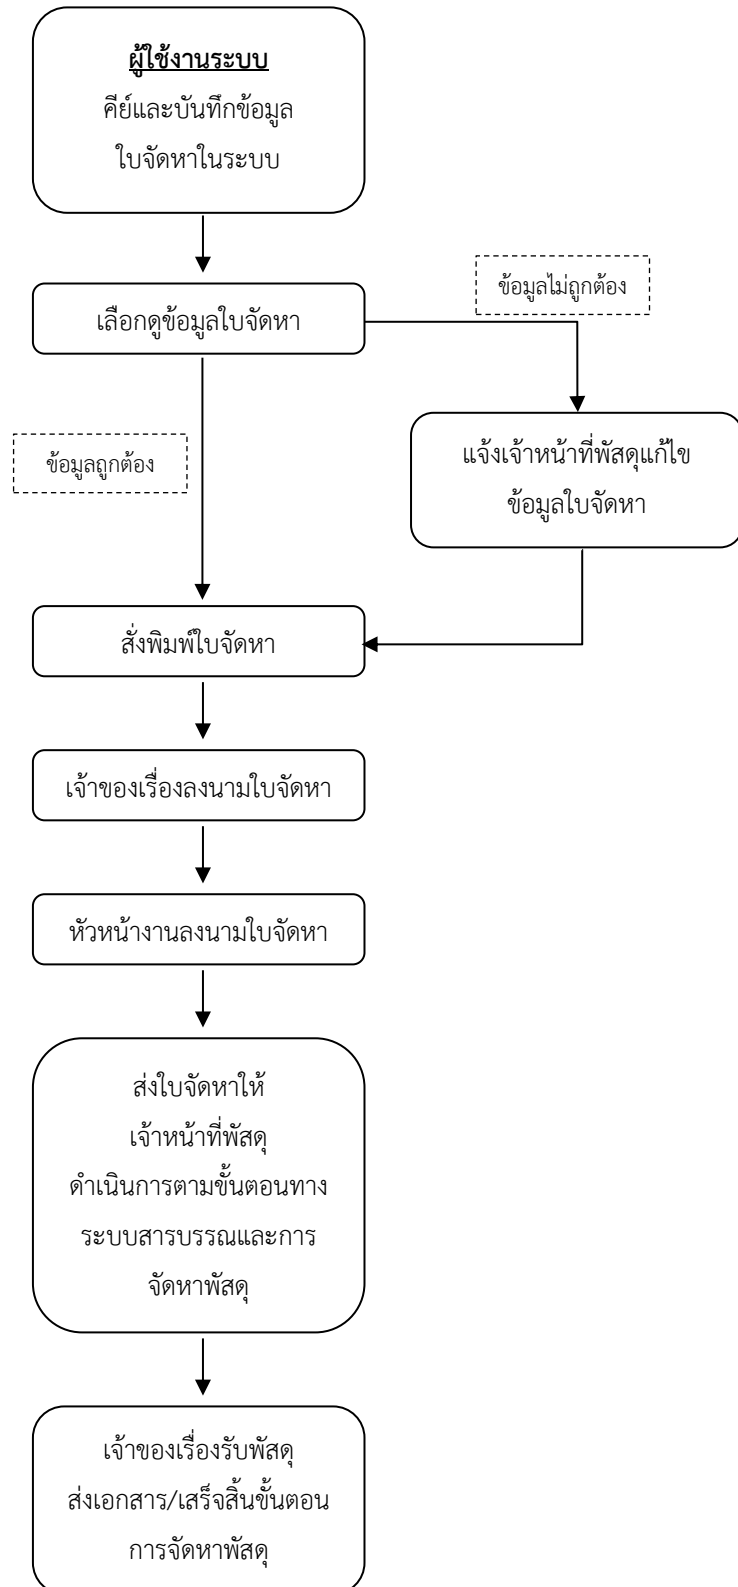 ผู้ใช้งานระบบ
คีย์และบันทึกข้อมูล
ใบจัดหาในระบบ
ข้อมูลไม่ถูกต้อง
เลือกดูข้อมูลใบจัดหา
ข้อมูลถูกต้อง
แจ้งเจ้าหน้าที่พัสดุแก้ไข
ข้อมูลใบจัดหา
สั่งพิมพ์ใบจัดหา
เจ้าของเรื่องลงนามใบจัดหา
หัวหน้างานลงนามใบจัดหา
ส่งใบจัดหาให้
เจ้าหน้าที่พัสดุ
ดำเนินการตามขั้นตอนทาง
ระบบสารบรรณและการ
จัดหาพัสดุ
เจ้าของเรื่องรับพัสดุ
ส่งเอกสาร/เสร็จสิ้นขั้นตอน
การจัดหาพัสดุ